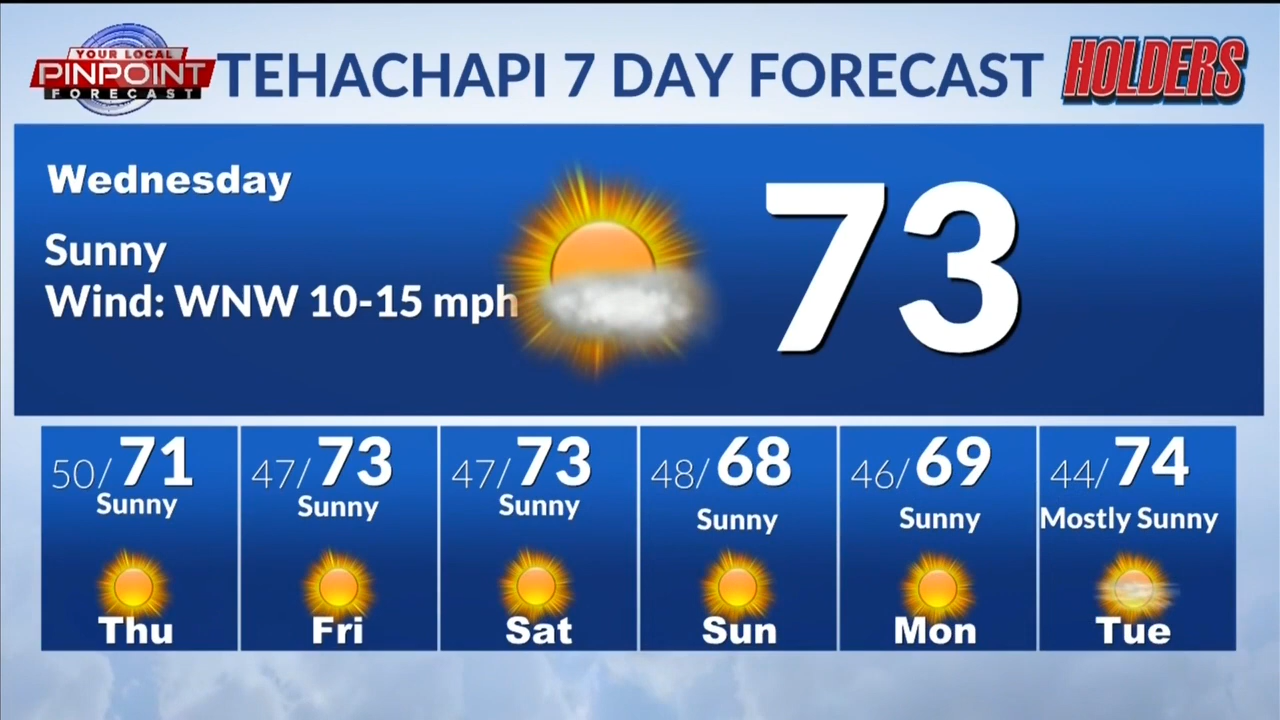 YOUR LOCAL
PINPOINT
FORECAST
TEHACHAPI 7 DAY FORECAST
HOLDERS
Wednesday
Sunny
Wind: WNW 10-15 mph
73
50/71
Sunny
Thu
47/73
Sunny
Fri
47/73
Sunny
Sat
48/68
Sunny
Sun
46/69
Sunny
Mon
44/74
Mostly Sunny
Tue